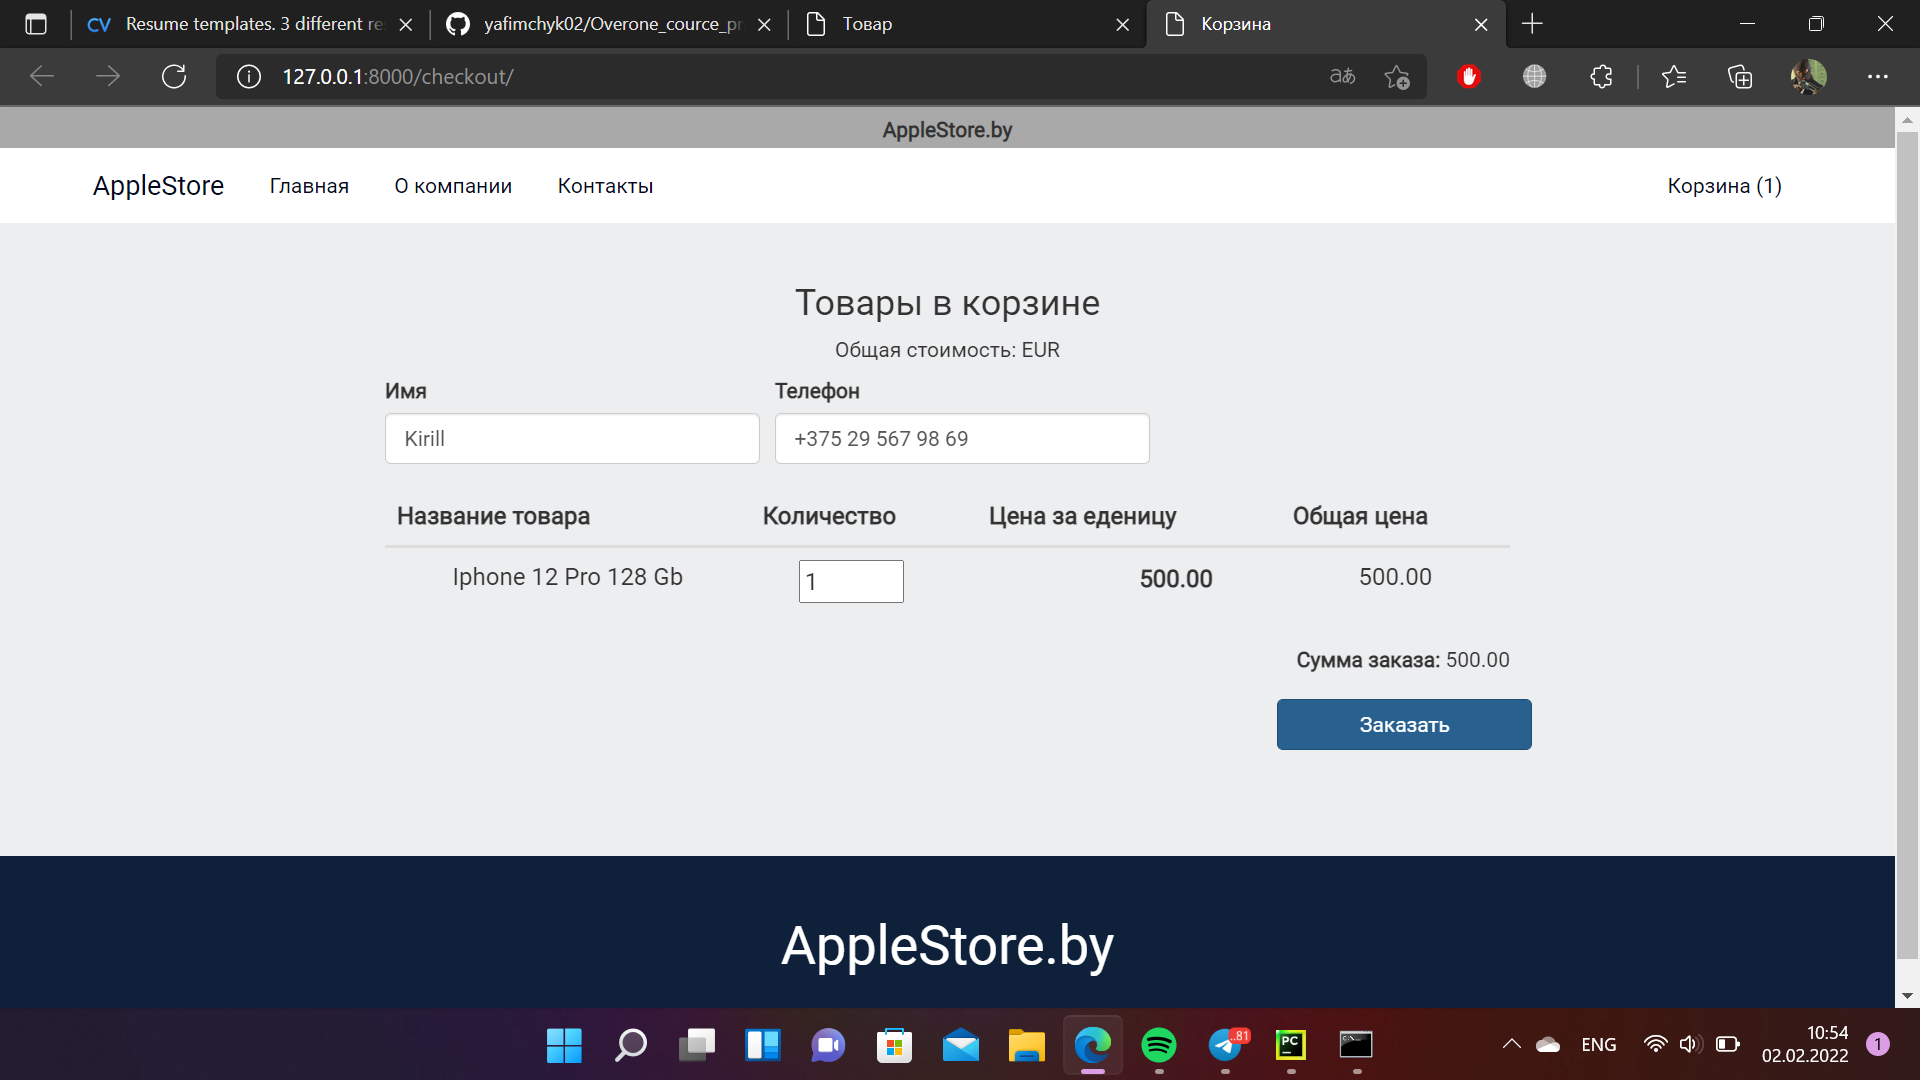 CV Resume templates. 3 different re
yafimchyk02/Overone_cource_pr
Товар
Корзина
127.0.0.1:8000/checkout/
AppleStore.by
AppleStore Главная О компании Контакты Корзина (1)
Товары в корзине
Общая стоимость: EUR
Имя Телефон
Kirill +375 29 567 98 69
Название товара Количество Цена за еденицу Общая цена
Iphone 12 Pro 128 Gb 1 500.00 500.00
Сумма заказа: 500.00
Заказать
AppleStore.by
..81
PC
ENG
10:54
02.02.2022
1